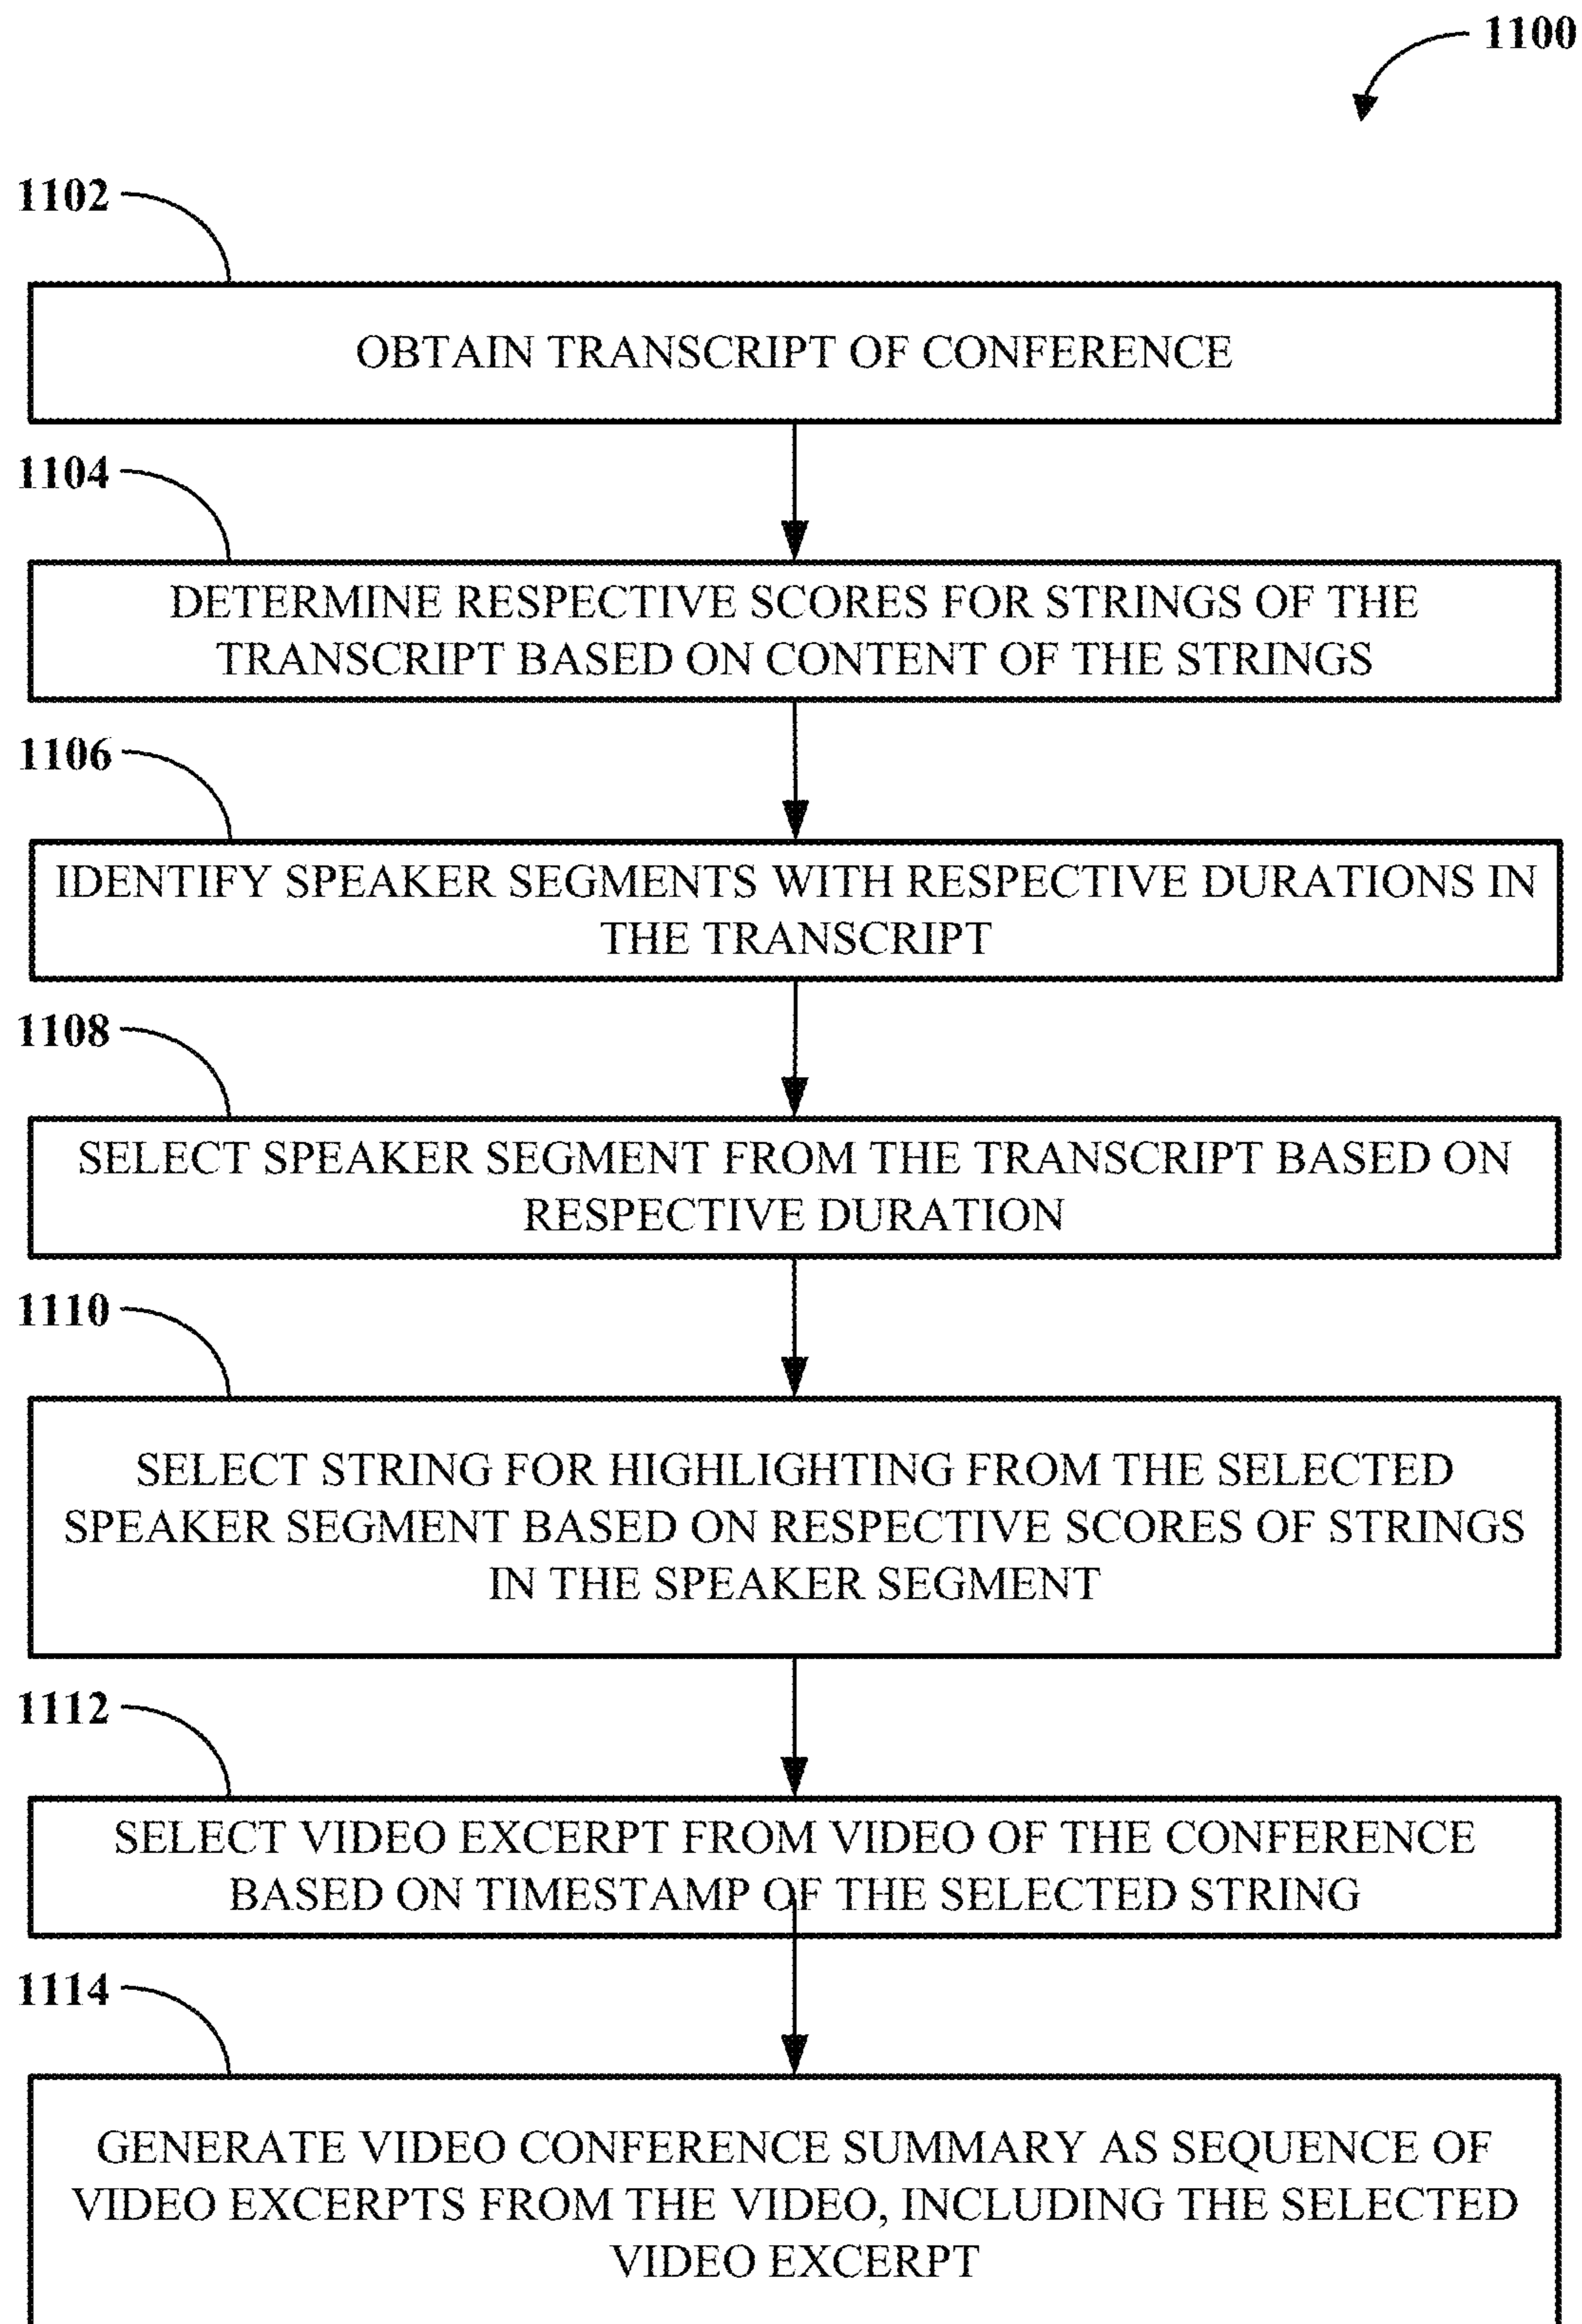 1100
1102
OBTAIN TRANSCRIPT OF CONFERENCE
1104
DETERMINE RESPECTIVE SCORES FOR STRINGS OF THE
TRANSCRIPT BASED ON CONTENT OF THE STRINGS
1106
IDENTIFY SPEAKER SEGMENTS WITH RESPECTIVE DURATIONS IN
THE TRANSCRIPT
1108
SELECT SPEAKER SEGMENT FROM THE TRANSCRIPT BASED ON
RESPECTIVE DURATION
1110
SELECT STRING FOR HIGHLIGHTING FROM THE SELECTED
SPEAKER SEGMENT BASED ON RESPECTIVE SCORES OF STRINGS
IN THE SPEAKER SEGMENT
1112
SELECT VIDEO EXCERPT FROM VIDEO OF THE CONFERENCE
BASED ON TIMESTAMP OF THE SELECTED STRING
1114
GENERATE VIDEO CONFERENCE SUMMARY AS SEQUENCE OF
VIDEO EXCERPTS FROM THE VIDEO, INCLUDING THE SELECTED
VIDEO EXCERPT